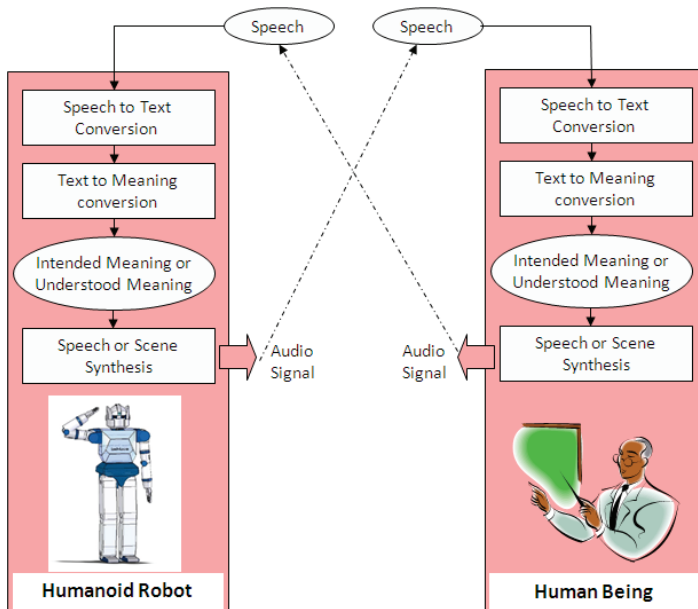 Speech
Speech to Text
Conversion
Text to Meaning
conversion
Intended Meaning or
Understood Meaning
Speech or Scene
Synthesis
Audio
Signal
Humanoid Robot
Speech
Speech to Text
Conversion
Text to Meaning
conversion
Intended Meaning or
Understood Meaning
Speech or Scene
Synthesis
Audio
Signal
Human Being